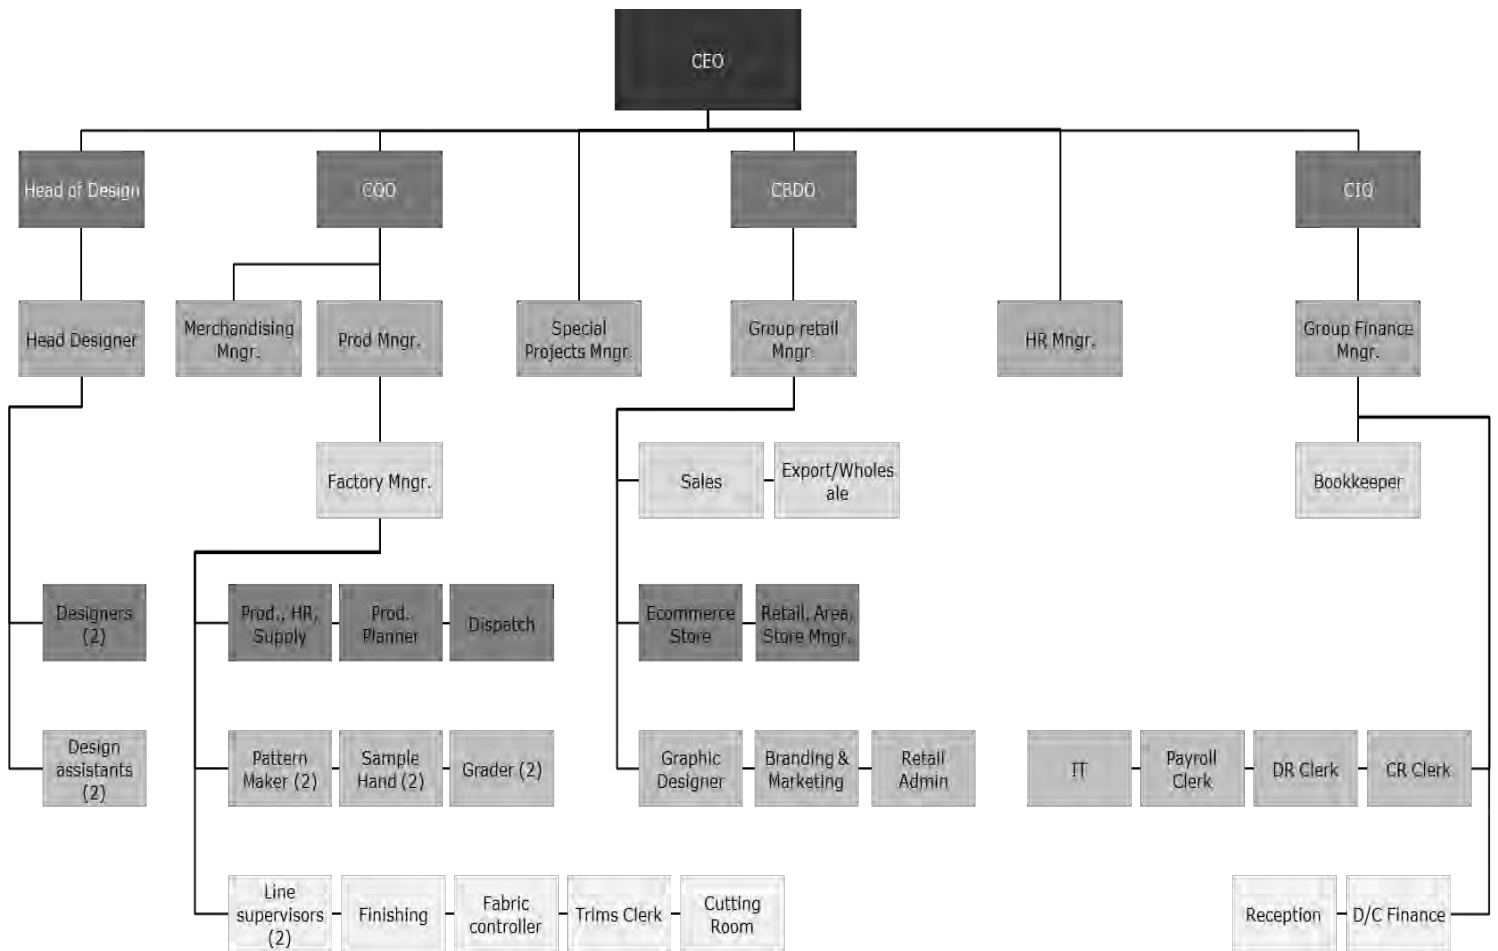 CEO
Head of Design
COO
CBDO
CIO
Head Designer
Merchandising
Mngr.
Prod Mngr.
Special
Projects Mngr.
Group retail
Mngr.
HR Mngr.
Group Finance
Mngr.
Factory Mngr.
Sales
Export/Wholes
ale
Bookkeeper
Designers
(2)
Prod., HR,
Supply
Prod.
Planner
Dispatch
Ecommerce
Store
Retail, Area,
Store Mngr.
Design
assistants
(2)
Pattern
Maker (2)
Sample
Hand (2)
Grader (2)
Graphic
Designer
Branding &
Marketing
Retail
Admin
IT
Payroll
Clerk
DR Clerk
CR Clerk
Line
supervisors
(2)
Finishing
Fabric
controller
Trims Clerk
Cutting
Room
Reception
D/C Finance